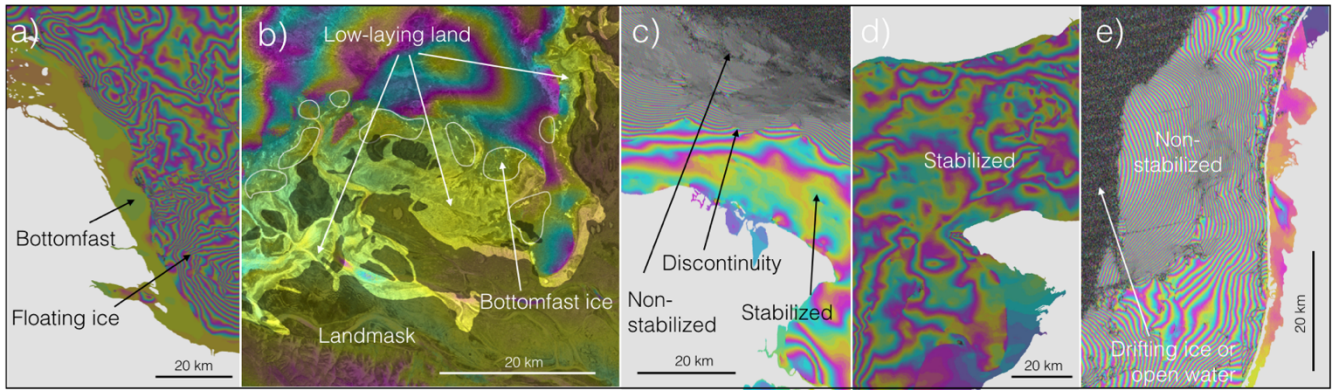 a)
Bottomfast
Floating ice
20 km
b)
Low-laying land
Bottomfast ice
Landmask
20 km
c)
Discontinuity
Non-
stabilized
Stabilized
20 km
d)
Stabilized
20 km
e)
Non-
stabilized
Drifting ice or
open water
20 km